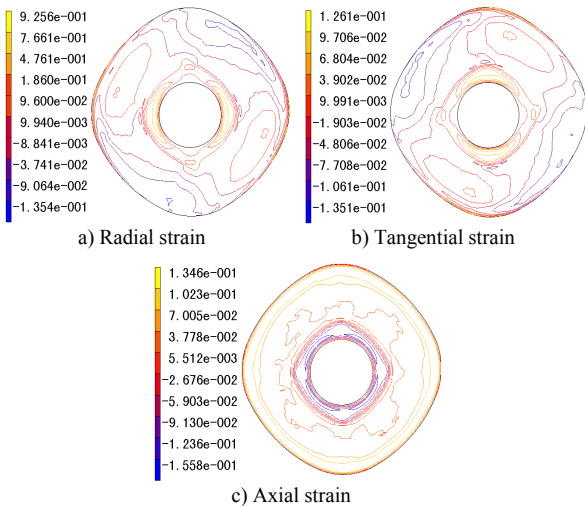 9.256e-001
7.761e-001
4.761e-001
1.860e-001
9.600e-002
9.940e-003
-8.841e-003
-3.741e-002
-9.064e-002
-1.354e-001
a) Radial strain
1.261e-001
9.706e-002
6.804e-002
3.902e-002
9.991e-003
-1.903e-002
-4.806e-002
-7.708e-002
-1.061e-001
-1.351e-001
b) Tangential strain
1.346e-001
1.023e-001
7.005e-002
3.778e-002
5.512e-003
-2.676e-002
-5.903e-002
-9.130e-002
-1.236e-001
-1.558e-001
c) Axial strain